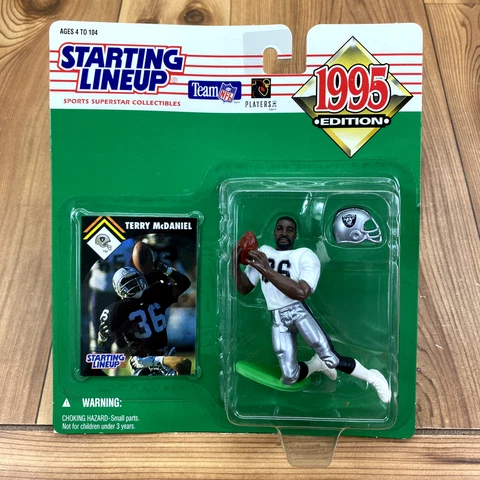 AGES 4 TO 104
STARTING
LINEUP
SPORTS SUPERSTAR COLLECTIBLES
Team NFL
PLAYERS INC
1995
EDITION
TERRY McDANIEL
36
STARTING
LINEUP
36
WARNING:
CHOKING HAZARD-Small parts.
Not for children under 3 years.